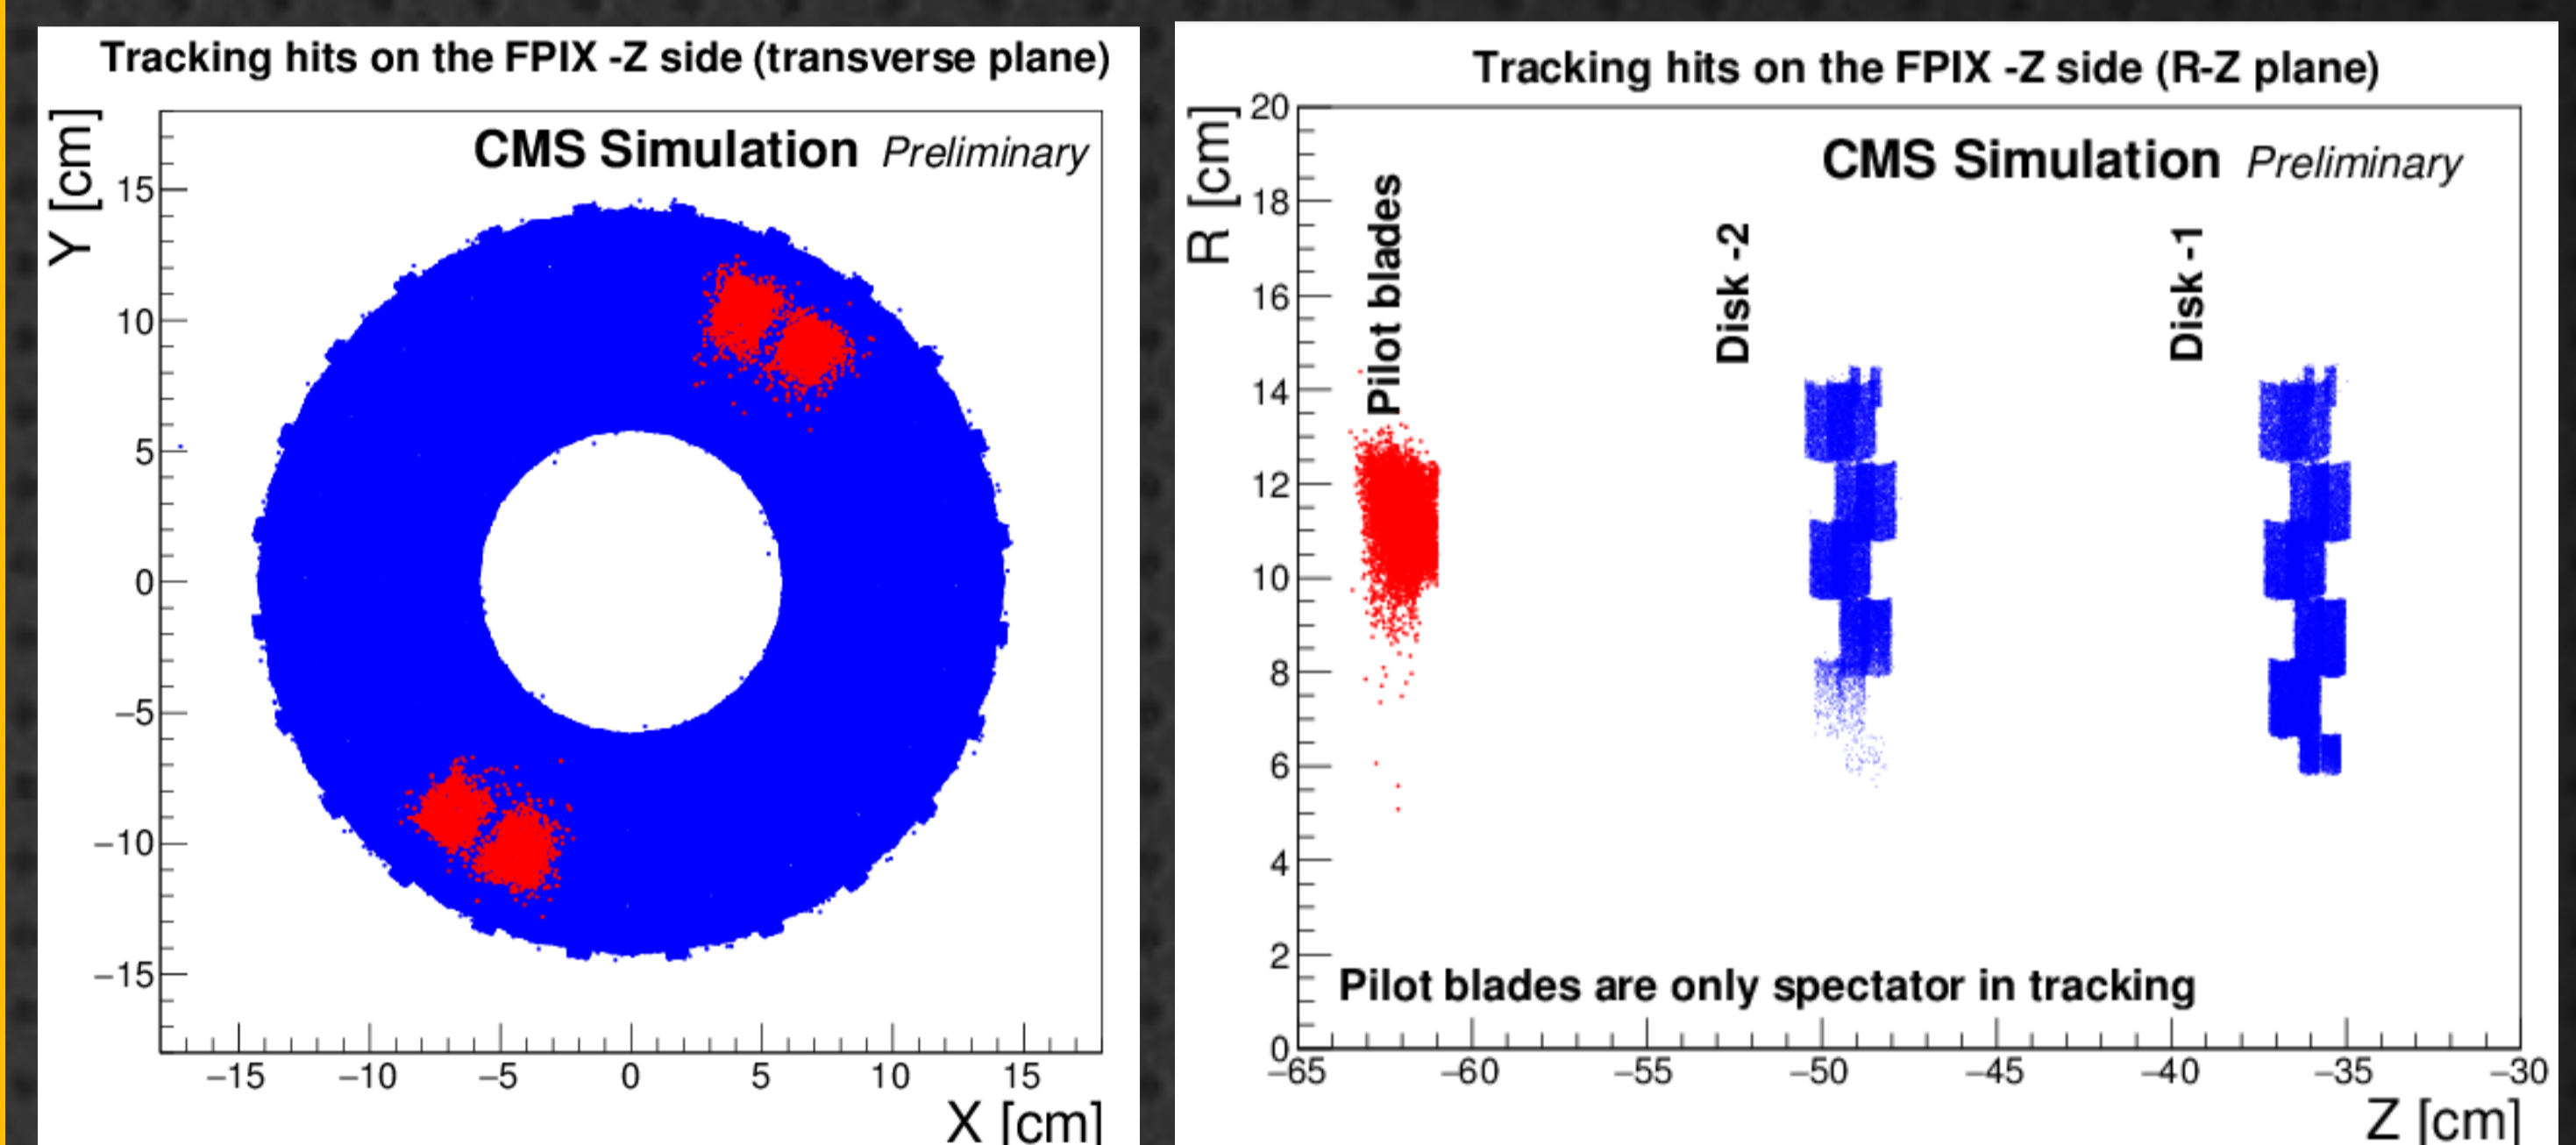 Tracking hits on the FPIX -Z side (transverse plane)
CMS Simulation Preliminary
Y [cm]
15
10
5
0
−5
−10
−15
−15 −10 −5 0 5 10 15
X [cm]
Tracking hits on the FPIX -Z side (R-Z plane)
CMS Simulation Preliminary
R [cm]
20
18
16
14
12
10
8
6
4
2
0
Pilot blades
Disk -2
Disk -1
Pilot blades are only spectator in tracking
−65 −60 −55 −50 −45 −40 −35 −30
Z [cm]